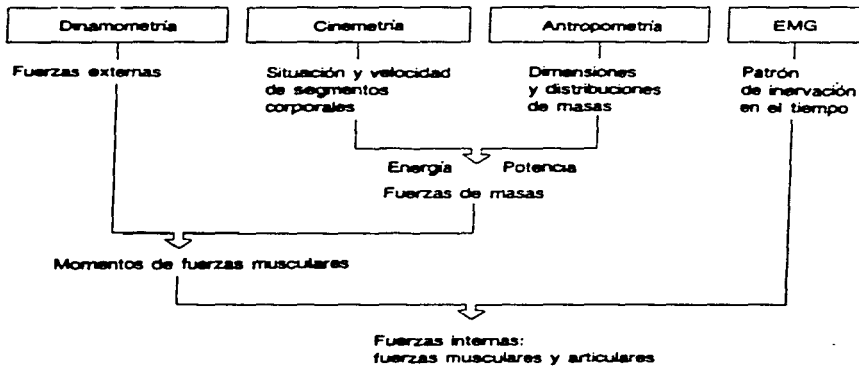 Dinamometría
Cinemetría
Antropometría
EMG
Fuerzas externas
Situación y velocidad
de segmentos
corporales
Dimensiones
y distribuciones
de masas
Patrón
de inervación
en el tiempo
Energía Potencia
Fuerzas de masas
Momentos de fuerzas musculares
Fuerzas internas:
fuerzas musculares y articulares